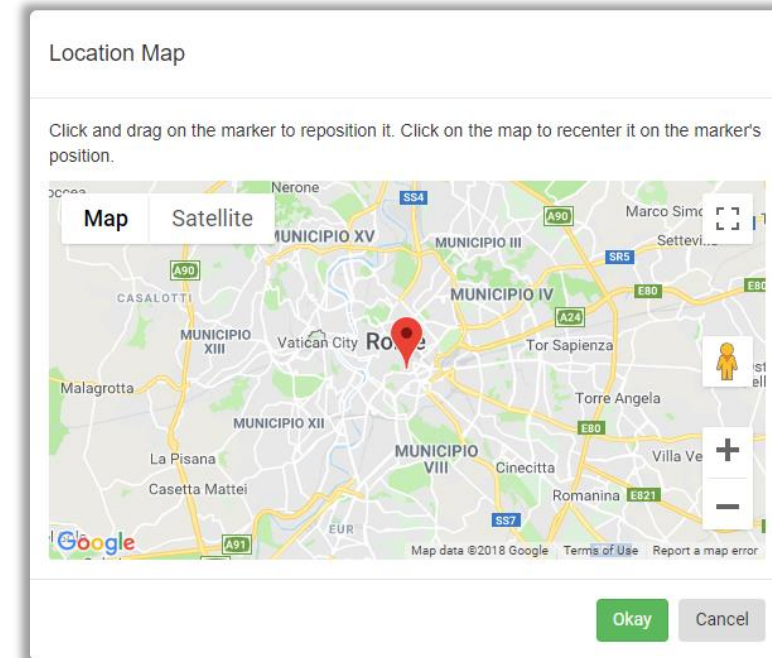 Location Map
Click and drag on the marker to reposition it. Click on the map to recenter it on the marker's
position.
Nerone
SS4
Map Satellite
A90
Marco Simo
MUNICIPIO XV
MUNICIPIO III
SR5
A90
CASALOTTI
MUNICIPIO IV
E80
E80
A24
MUNICIPIO
XIII
Vatican City
Tor Sapienza
Malagrotta
Torre Angela
MUNICIPIO XII
E80
La Pisana
MUNICIPIO
VIII
Cinecitta
Casetta Mattei
Romanina
E821
EUR
SS7
Google
A91
Map data ©2018 Google Terms of Use Report a map error
Okay Cancel